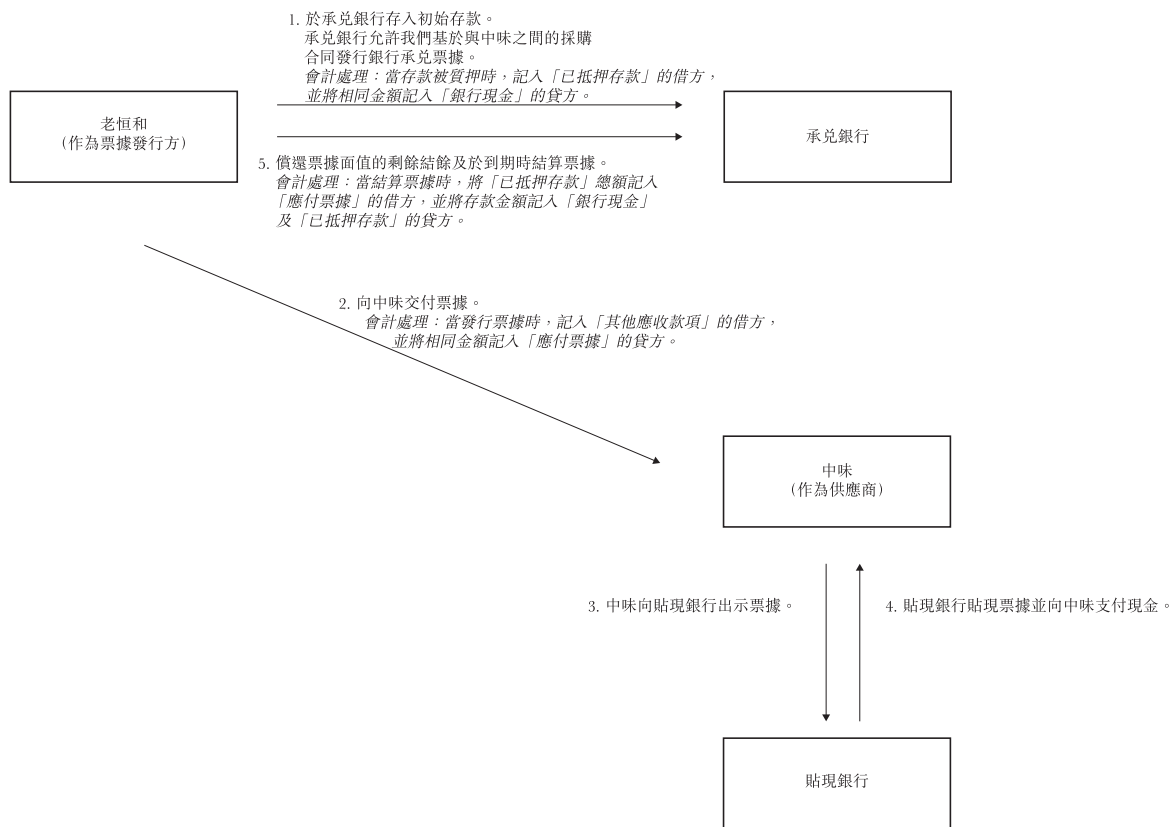 1. 於承兌銀行存入初始存款。
承兌銀行允許我們基於與中味之間的採購
合同發行銀行承兌票據。
會計處理：當存款被質押時，記入「已抵押存款」的借方，
並將相同金額記入「銀行現金」的貸方。
老恒和
（作為票據發行方）
承兌銀行
5. 償還票據面值的剩餘結餘及於到期時結算票據。
會計處理：當結算票據時，將「已抵押存款」總額記入
「應付票據」的借方，並將存款金額記入「銀行現金」
及「已抵押存款」的貸方。
2. 向中味交付票據。
會計處理：當發行票據時，記入「其他應收款項」的借方，
並將相同金額記入「應付票據」的貸方。
中味
（作為供應商）
3. 中味向貼現銀行出示票據。
4. 貼現銀行貼現票據並向中味支付現金。
貼現銀行